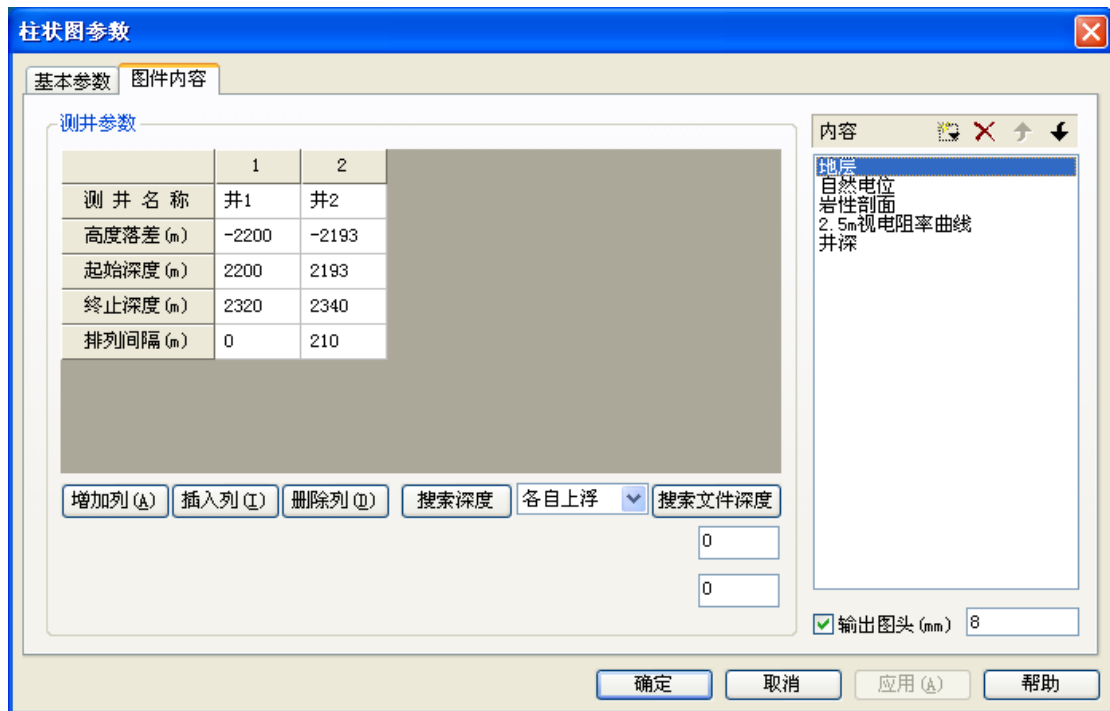 柱状图参数
基本参数 图件内容
测井参数
1 2
测 井 名 称 井1 井2
高度落差(m) -2200 -2193
起始深度(m) 2200 2193
终止深度(m) 2320 2340
排列间隔(m) 0 210
增加列(A) 插入列(I) 删除列(D) 搜索深度 各自上浮 搜索文件深度
0
0
内容
地层
自然电位
岩性剖面
2.5m视电阻率曲线
井深
输出图头(mm) 8
确定 取消 应用(A) 帮助